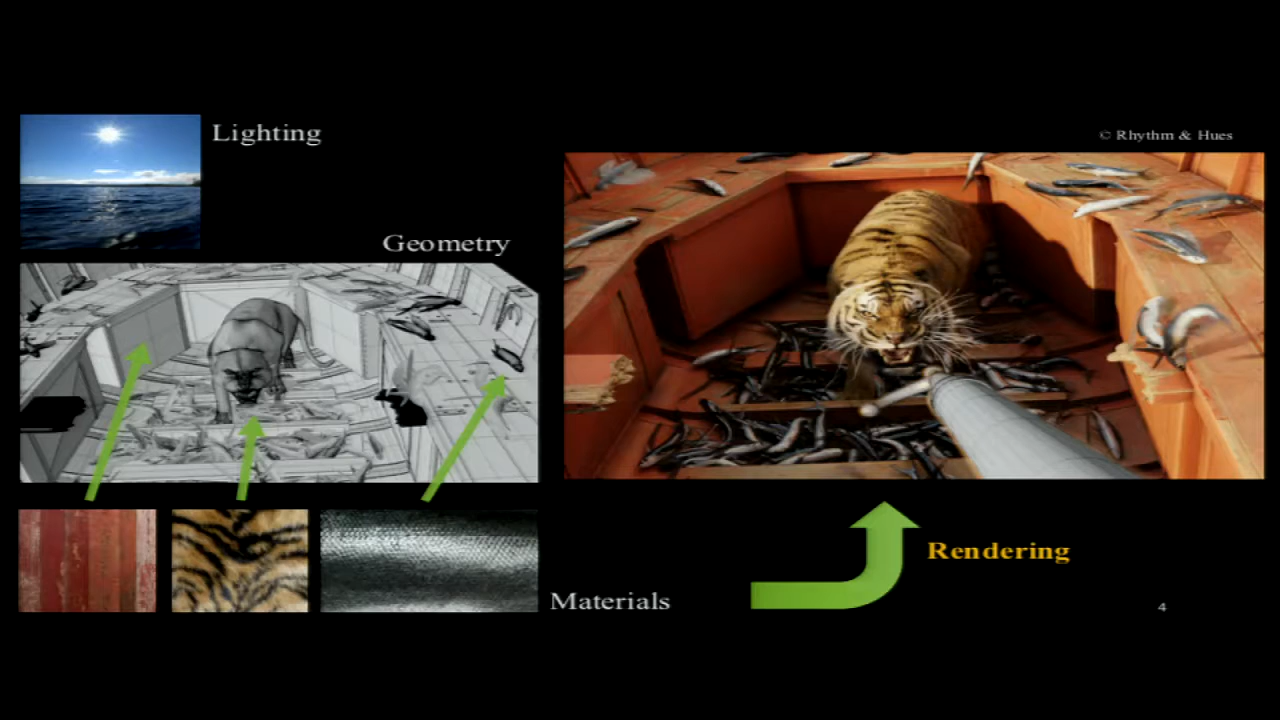 Lighting
© Rhythm & Hues
Geometry
Rendering
Materials
4